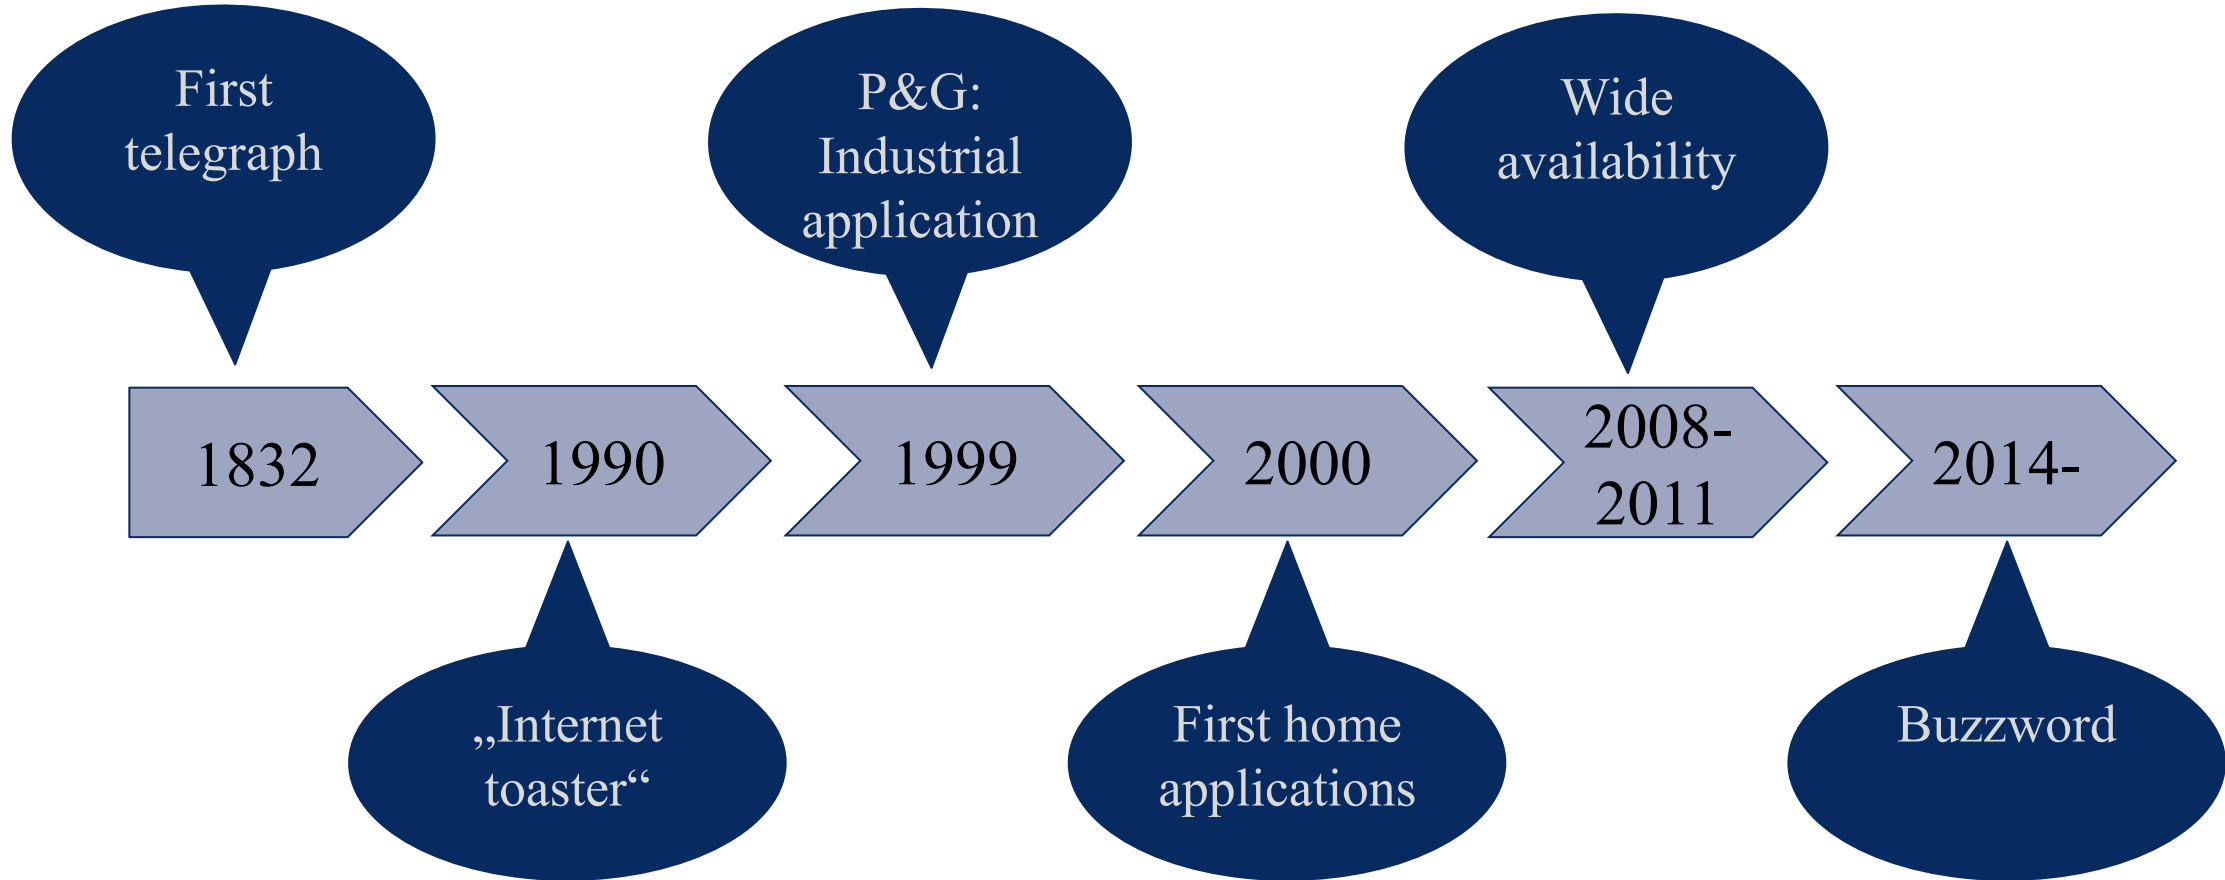 First
telegraph
P&G:
Industrial
application
Wide
availability
1832
1990
1999
2000
2008-
2011
2014-
„Internet
toaster“
First home
applications
Buzzword